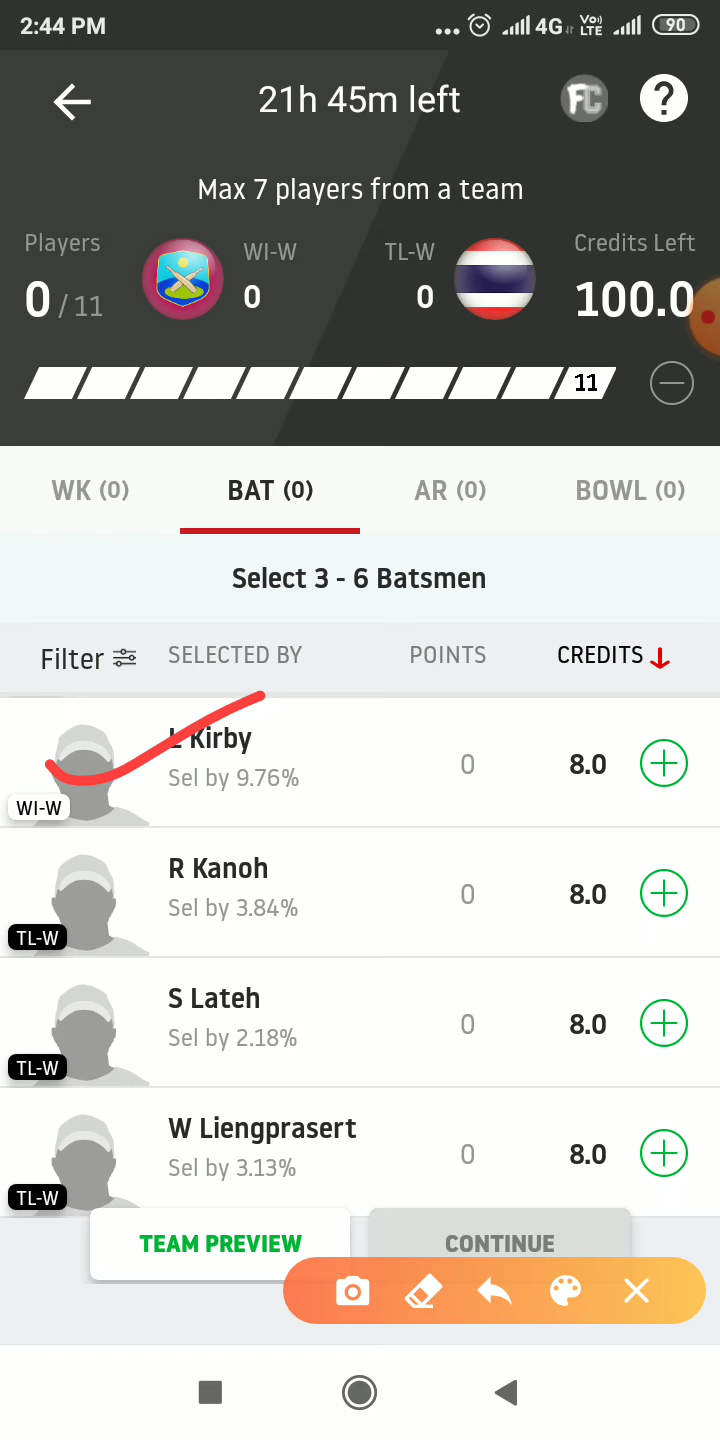 2:44 PM
4G Vo) LTE 90
21h 45m left
FC ?
Max 7 players from a team
Players WI-W TL-W Credits Left
0 / 11 0 0 100.0
11
WK (0) BAT (0) AR (0) BOWL (0)
Select 3 - 6 Batsmen
Filter SELECTED BY POINTS CREDITS
L Kirby
Sel by 9.76% 0 8.0
WI-W
R Kanoh
Sel by 3.84% 0 8.0
TL-W
S Lateh
Sel by 2.18% 0 8.0
TL-W
W Liengprasert
Sel by 3.13% 0 8.0
TL-W
TEAM PREVIEW CONTINUE